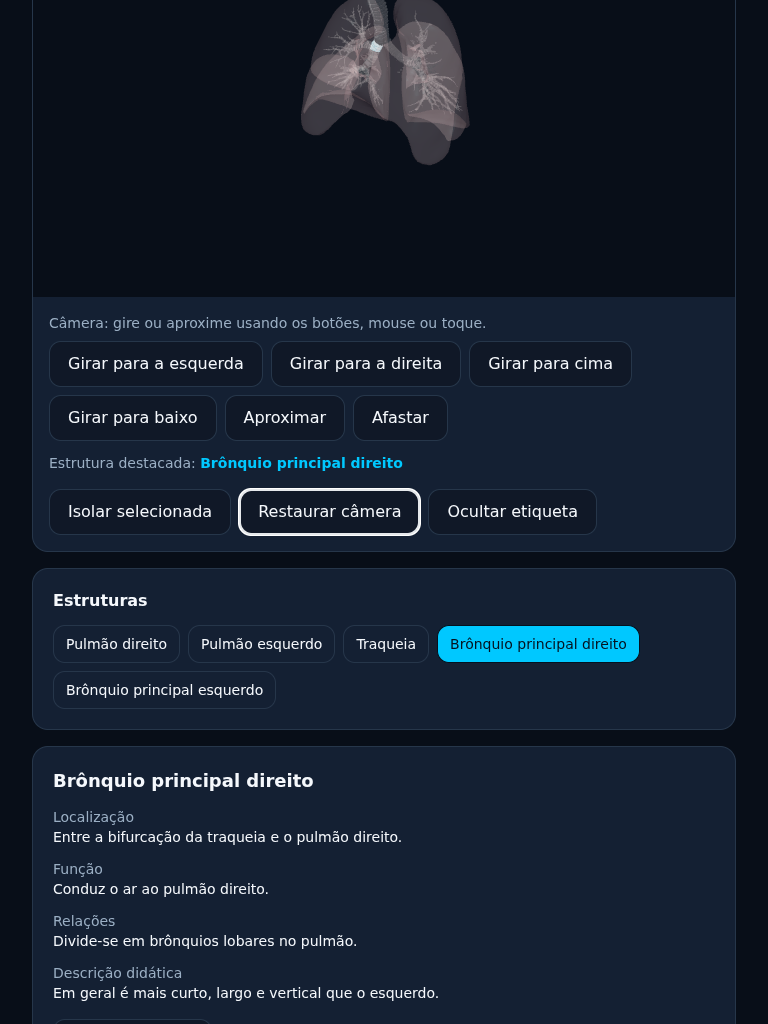 Câmera: gire ou aproxime usando os botões, mouse ou toque.
Girar para a esquerda
Girar para a direita
Girar para cima
Girar para baixo
Aproximar
Afastar
Estrutura destacada: Brônquio principal direito
Isolar selecionada
Restaurar câmera
Ocultar etiqueta
Estruturas
Pulmão direito
Pulmão esquerdo
Traqueia
Brônquio principal direito
Brônquio principal esquerdo
Brônquio principal direito
Localização
Entre a bifurcação da traqueia e o pulmão direito.
Função
Conduz o ar ao pulmão direito.
Relações
Divide-se em brônquios lobares no pulmão.
Descrição didática
Em geral é mais curto, largo e vertical que o esquerdo.